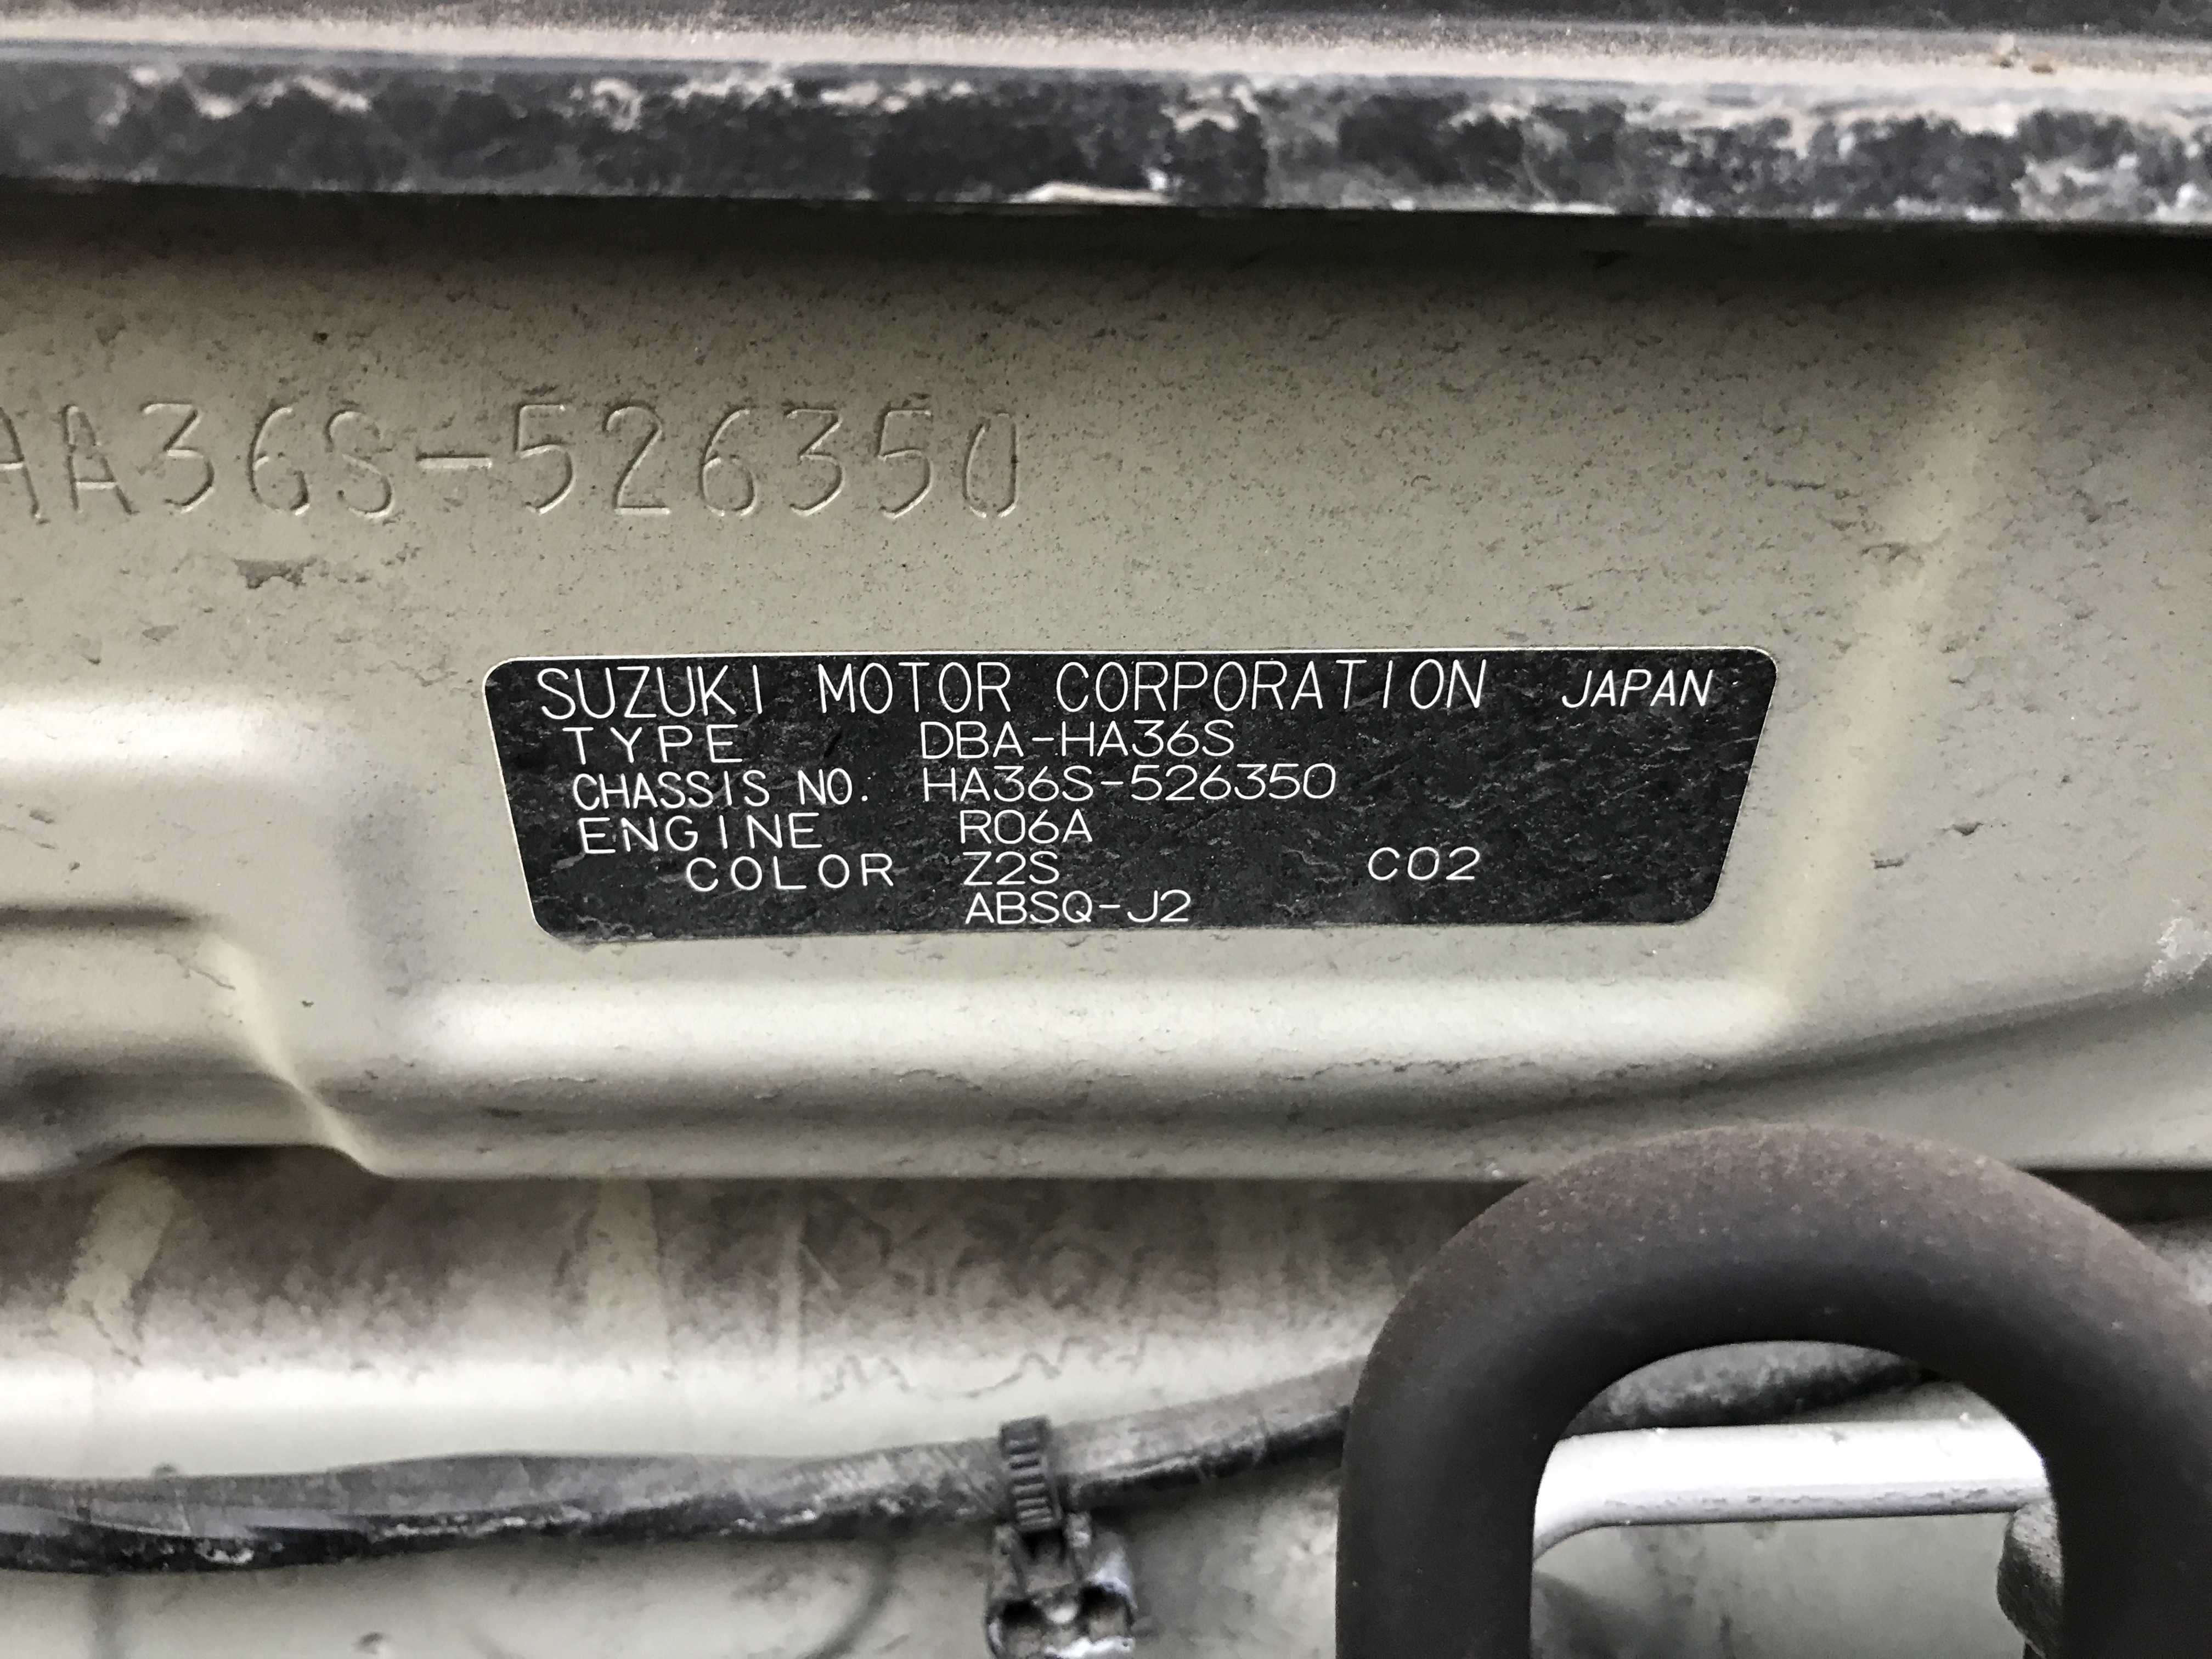 HA36S-526350
SUZUKI MOTOR CORPORATION JAPAN
TYPE DBA-HA36S
CHASSIS NO. HA36S-526350
ENGINE R06A
COLOR Z2S C02
ABSQ-J2